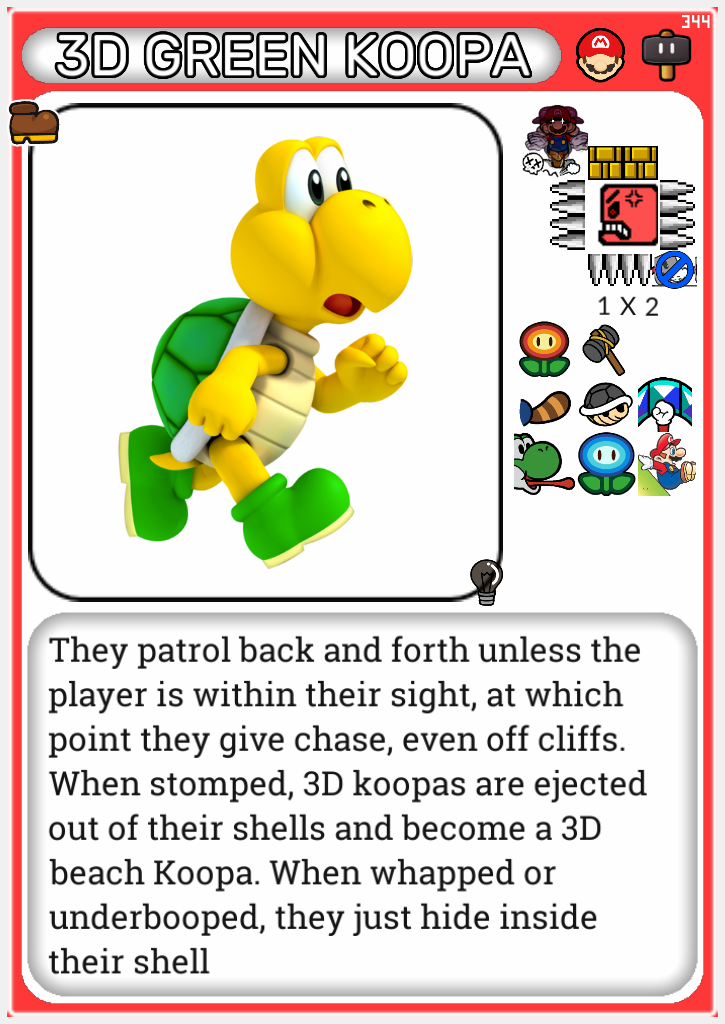 344
3D GREEN KOOPA
1 X 2
They patrol back and forth unless the
player is within their sight, at which
point they give chase, even off cliffs.
When stomped, 3D koopas are ejected
out of their shells and become a 3D
beach Koopa. When whapped or
underbooped, they just hide inside
their shell